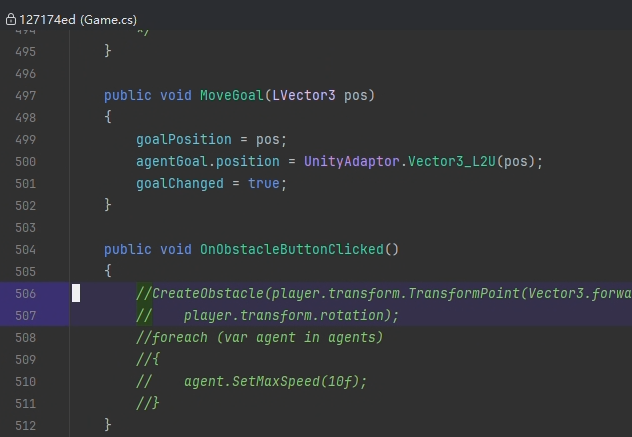 127174ed (Game.cs)
494 */
495 }
496
497 public void MoveGoal(LVector3 pos)
498 {
499 goalPosition = pos;
500 agentGoal.position = UnityAdaptor.Vector3_L2U(pos);
501 goalChanged = true;
502 }
503
504 public void OnObstacleButtonClicked()
505 {
506 //CreateObstacle(player.transform.TransformPoint(Vector3.forwa
507 // player.transform.rotation);
508 //foreach (var agent in agents)
509 //{
510 // agent.SetMaxSpeed(10f);
511 //}
512 }